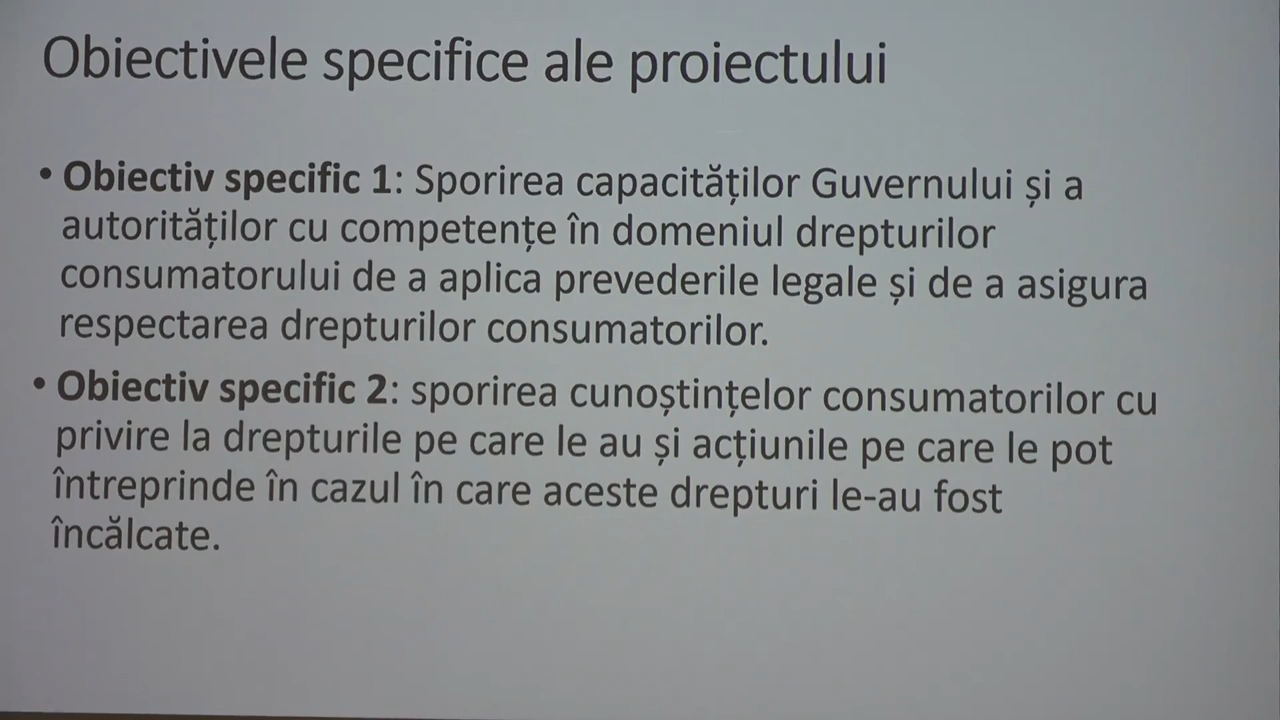 Obiectivele specifice ale proiectului
• Obiectiv specific 1: Sporirea capacităților Guvernului și a
autorităților cu competențe în domeniul drepturilor
consumatorului de a aplica prevederile legale și de a asigura
respectarea drepturilor consumatorilor.
• Obiectiv specific 2: sporirea cunoștințelor consumatorilor cu
privire la drepturile pe care le au și acțiunile pe care le pot
întreprinde în cazul în care aceste drepturi le-au fost
încălcate.